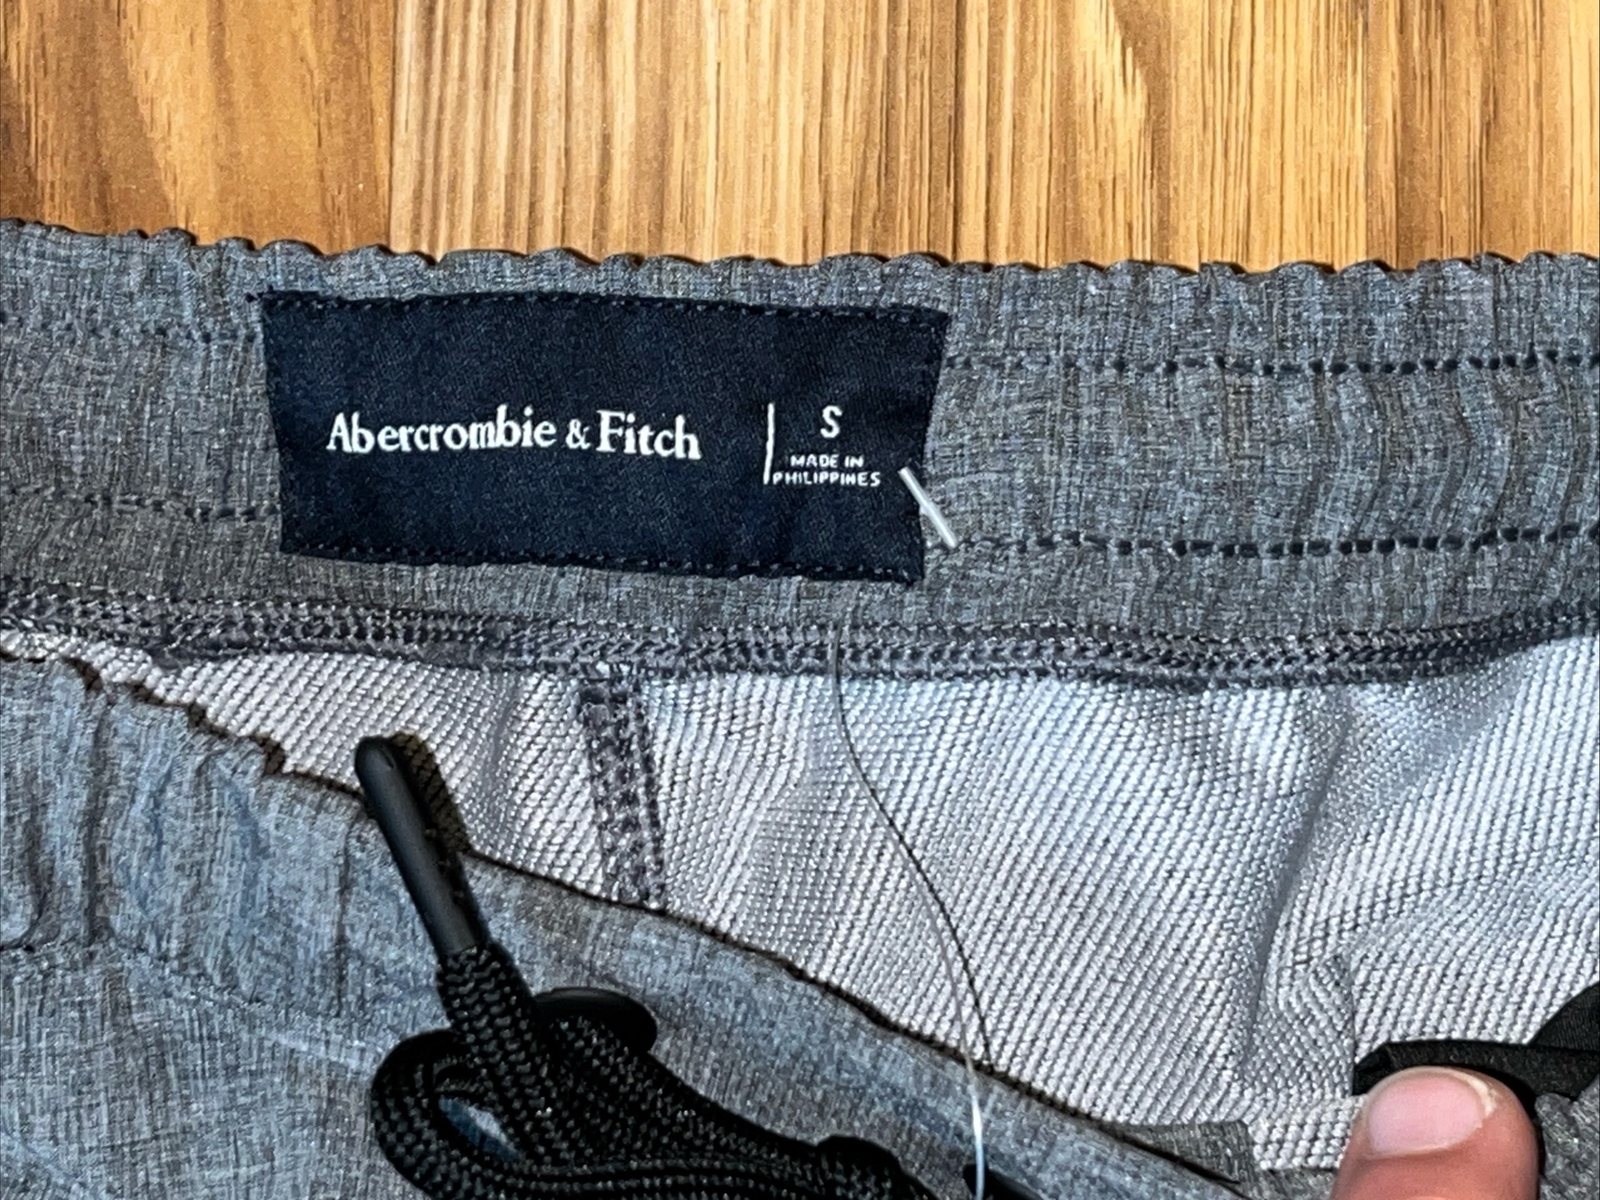 Abercrombie & Fitch
S
MADE IN
PHILIPPINES